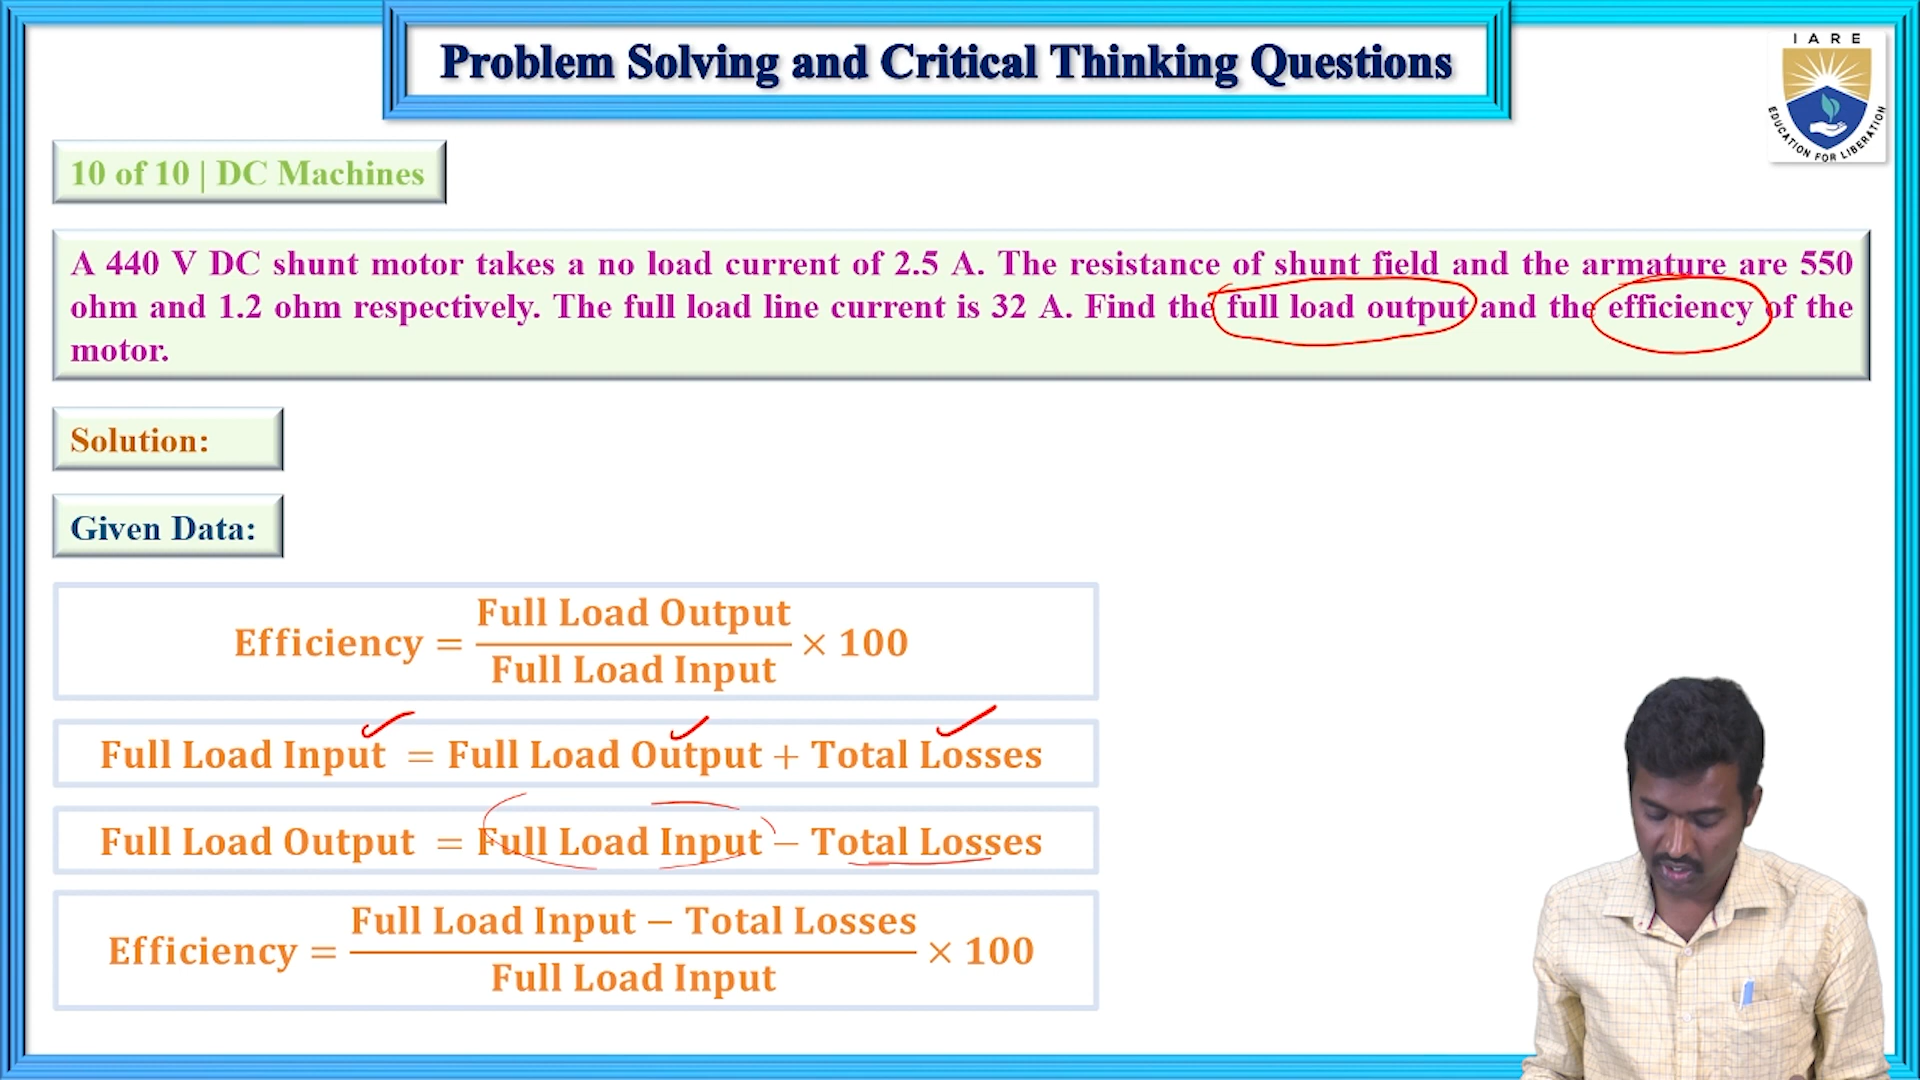 Problem Solving and Critical Thinking Questions
I A R E
EDUCATION FOR LIBERATION
10 of 10 | DC Machines
A 440 V DC shunt motor takes a no load current of 2.5 A. The resistance of shunt field and the armature are 550
ohm and 1.2 ohm respectively. The full load line current is 32 A. Find the full load output and the efficiency of the
motor.
Solution:
Given Data:
Efficiency = Full Load Output / Full Load Input × 100
Full Load Input = Full Load Output + Total Losses
Full Load Output = Full Load Input − Total Losses
Efficiency = Full Load Input − Total Losses / Full Load Input × 100